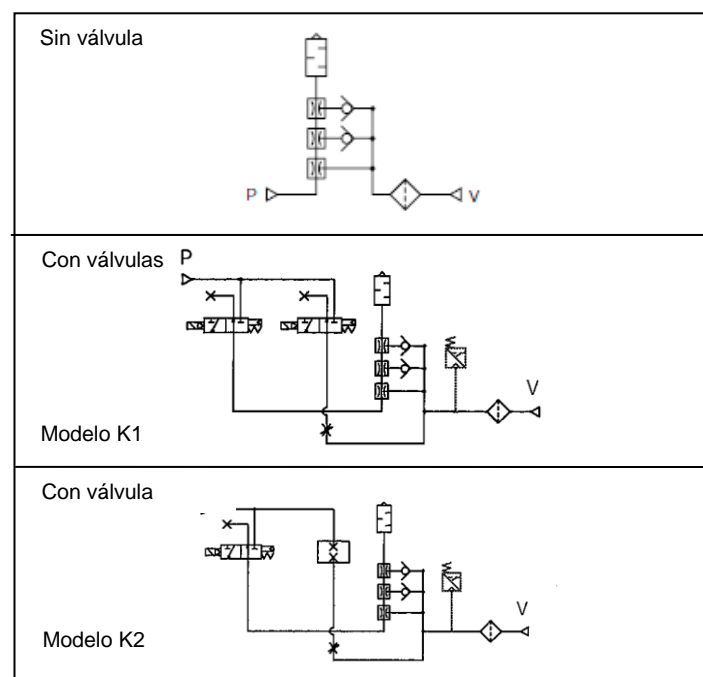 Sin válvula
P
V
Con válvulas
P
V
Modelo K1
Con válvula
V
Modelo K2